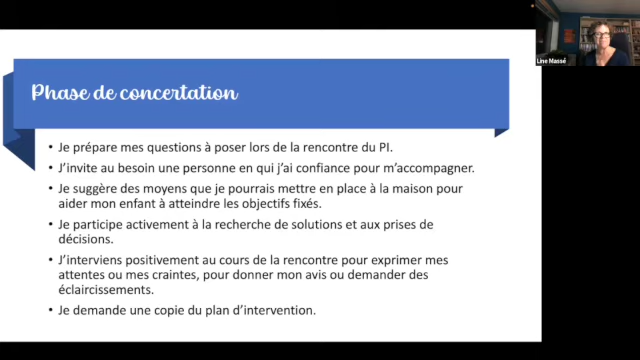 Phase de concertation
• Je prépare mes questions à poser lors de la rencontre du PI.
• J'invite au besoin une personne en qui j'ai confiance pour m'accompagner.
• Je suggère des moyens que je pourrais mettre en place à la maison pour
aider mon enfant à atteindre les objectifs fixés.
• Je participe activement à la recherche de solutions et aux prises de
décisions.
• J'interviens positivement au cours de la rencontre pour exprimer mes
attentes ou mes craintes, pour donner mon avis ou demander des
éclaircissements.
• Je demande une copie du plan d'intervention.
Line Massé